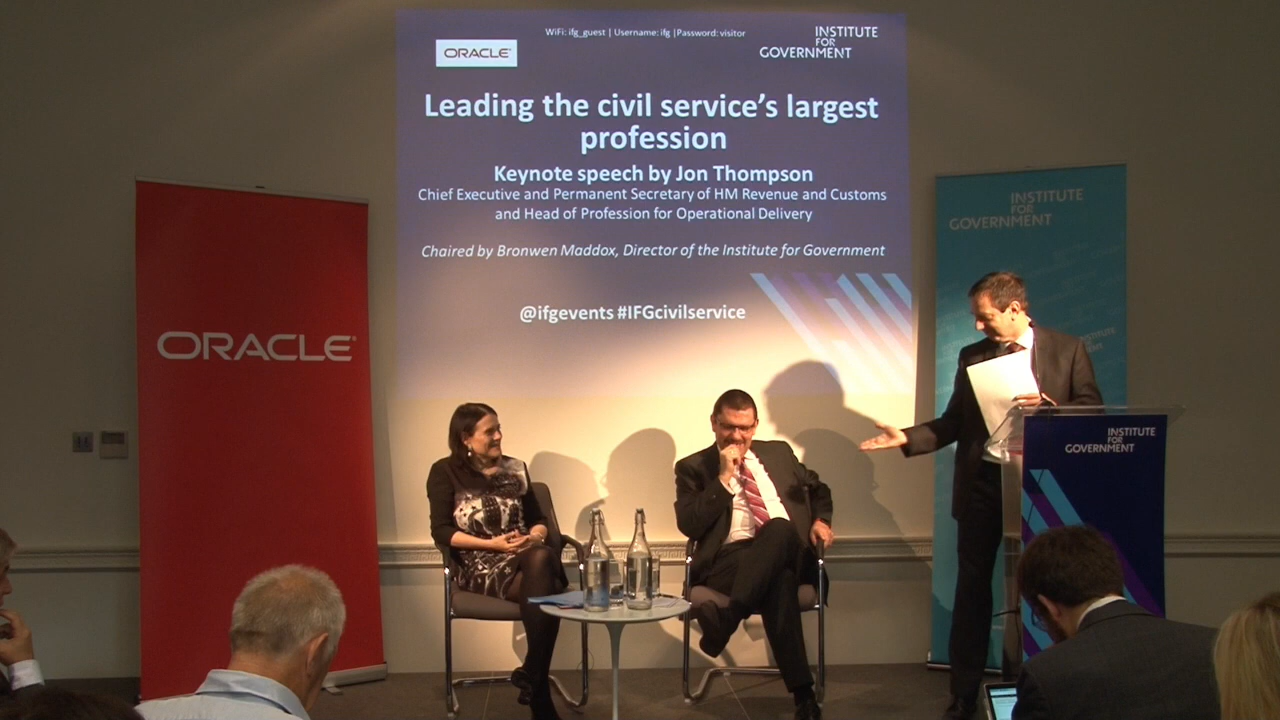 WiFi: ifg_guest | Username: ifg |Password: visitor
ORACLE
INSTITUTE
FOR
GOVERNMENT
Leading the civil service's largest
profession
Keynote speech by Jon Thompson
Chief Executive and Permanent Secretary of HM Revenue and Customs
and Head of Profession for Operational Delivery
Chaired by Bronwen Maddox, Director of the Institute for Government
@ifgevents #IFGcivilservice
ORACLE
INSTITUTE
FOR
GOVERNMENT
INSTITUTE
INSTITUTE
FOR
GOVERNMENT